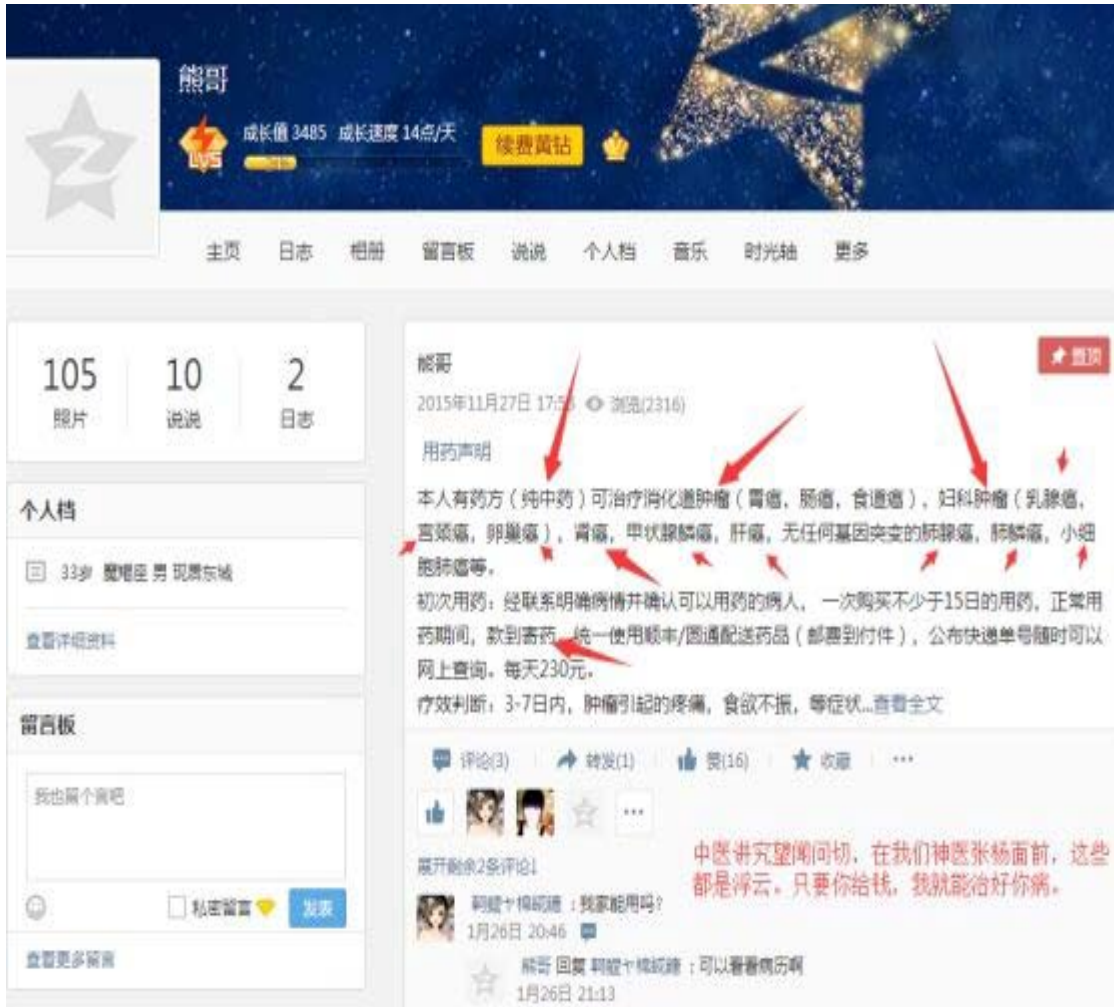 熊哥
LV5
成长值 3485 成长速度 14点/天
续费黄钻
主页 日志 相册 留言板 说说 个人档 音乐 时光轴 更多
105 10 2
照片 说说 日志
个人档
33岁 魔羯座 男 现居东城
查看详细资料
留言板
我也留个言吧
私密留言 发表
查看更多留言
置顶
熊哥
2015年11月27日 17:5 浏览(2316)
用药声明
本人有药方(纯中药)可治疗消化道肿瘤(胃癌,肠癌,食道癌),妇科肿瘤(乳腺癌,
宫颈癌,卵巢癌),肾癌,甲状腺鳞癌,肝癌,无任何基因突变的肺腺癌,肺鳞癌,小细
胞肺癌等。
初次用药:经联系明确病情并确认可以用药的病人, 一次购买不少于15日的用药,正常用
药期间,款到寄药,统一使用顺丰/圆通配送药品(邮费到付件),公布快递单号随时可以
网上查询。每天230元。
疗效判断:3-7日内,肿瘤引起的疼痛,食欲不振,等症状...查看全文
评论(3) 转发(1) 赞(16) 收藏 ...
展开剩余2条评论
中医讲究望闻问切,在我们神医张杨面前,这些
都是浮云。只要你给钱,我就能治好你病。
:我家能用吗?
1月26日 20:46
熊哥 回复 :可以看看病历啊
1月26日 21:13